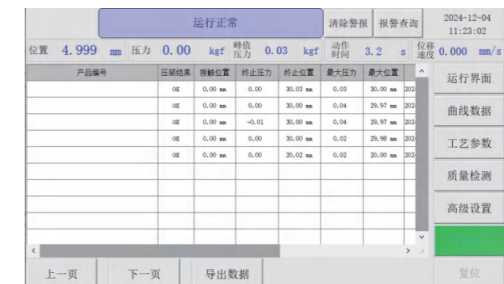 运行正常 清除警报 报警查询 2024-12-04
11:23:02
位置 4.999 mm 压力 0.00 kgf 峰值压力 0.03 kgf 动作时间 3.2 s 位移速度 0.000 mm/s
产品编号 压装结果 接触位置 终止压力 终止位置 最大压力 最大位置
OK 0.00 mm 0.00 30.03 mm 0.03 30.00 mm 202
OK 0.00 mm 0.00 30.00 mm 0.04 29.97 mm 202
OK 0.00 mm -0.01 30.00 mm 0.04 29.97 mm 202
OK 0.00 mm 0.00 30.00 mm 0.02 29.98 mm 202
OK 0.00 mm 0.00 20.02 mm 0.02 20.00 mm 202
运行界面
曲线数据
工艺参数
质量检测
高级设置
上一页 下一页 导出数据 复位